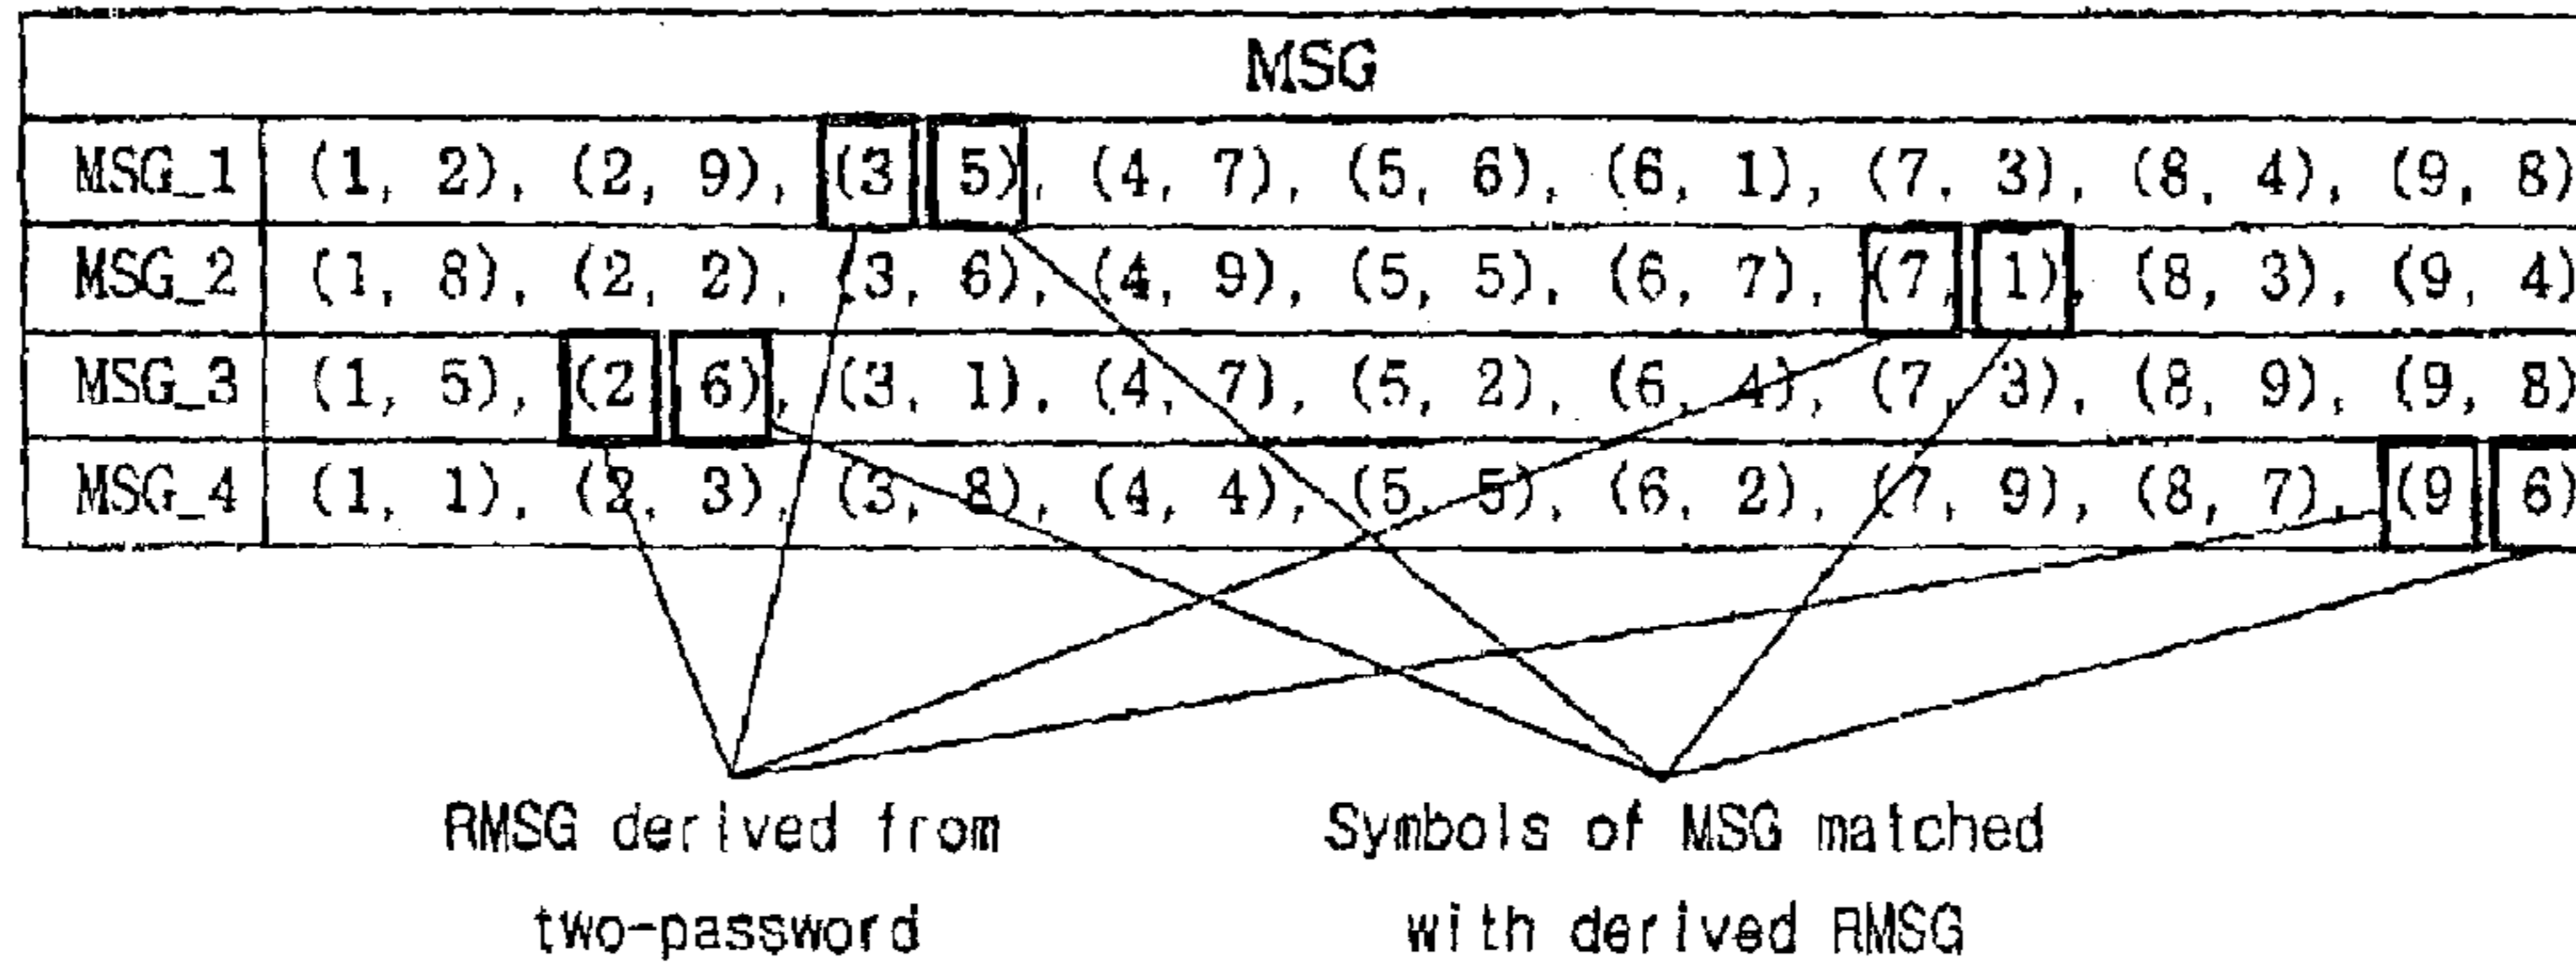 MSG
MSG_1 (1, 2), (2, 9), (3 5), (4, 7), (5, 6), (6, 1), (7, 3), (8, 4), (9, 8)
MSG_2 (1, 8), (2, 2), (3, 6), (4, 9), (5, 5), (6, 7), (7, 1), (8, 3), (9, 4)
MSG_3 (1, 5), (2 6), (3, 1), (4, 7), (5, 2), (6, 4), (7, 3), (8, 9), (9, 8)
MSG_4 (1, 1), (2, 3), (3, 8), (4, 4), (5, 5), (6, 2), (7, 9), (8, 7), (9 6)
RMSG derived from
two-password
Symbols of MSG matched
with derived RMSG